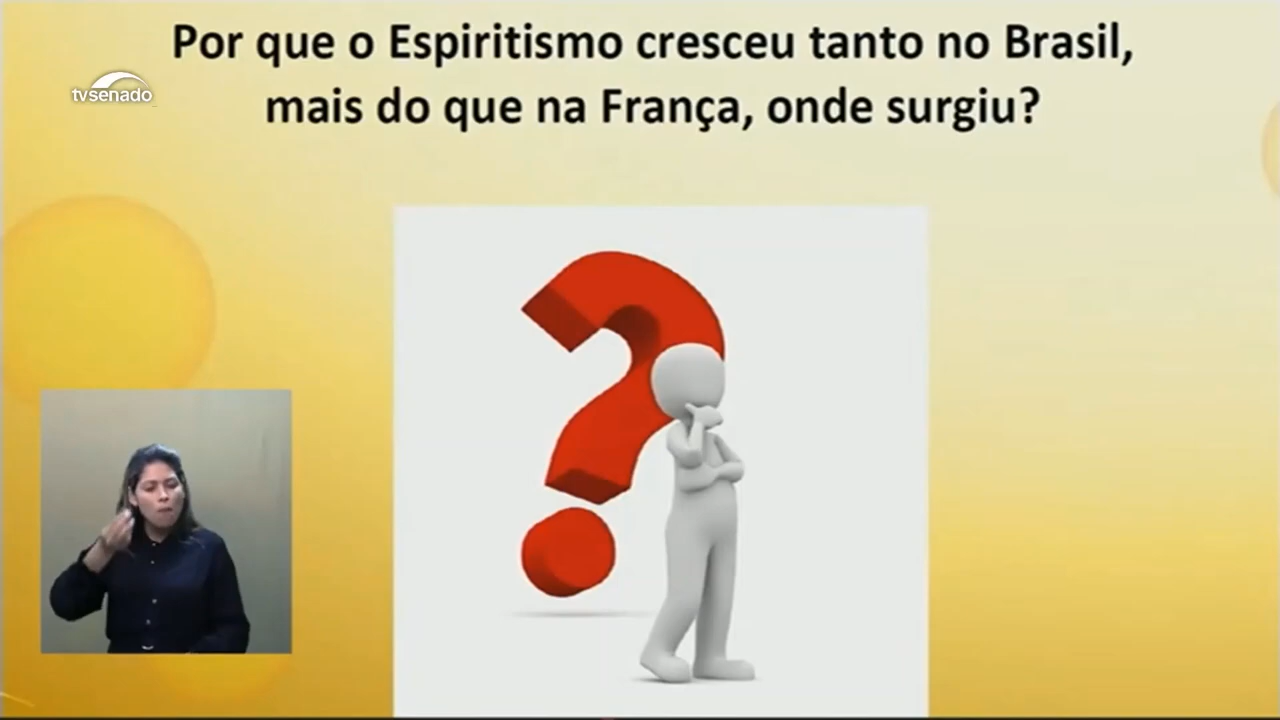 Por que o Espiritismo cresceu tanto no Brasil,
mais do que na França, onde surgiu?
tvsenado